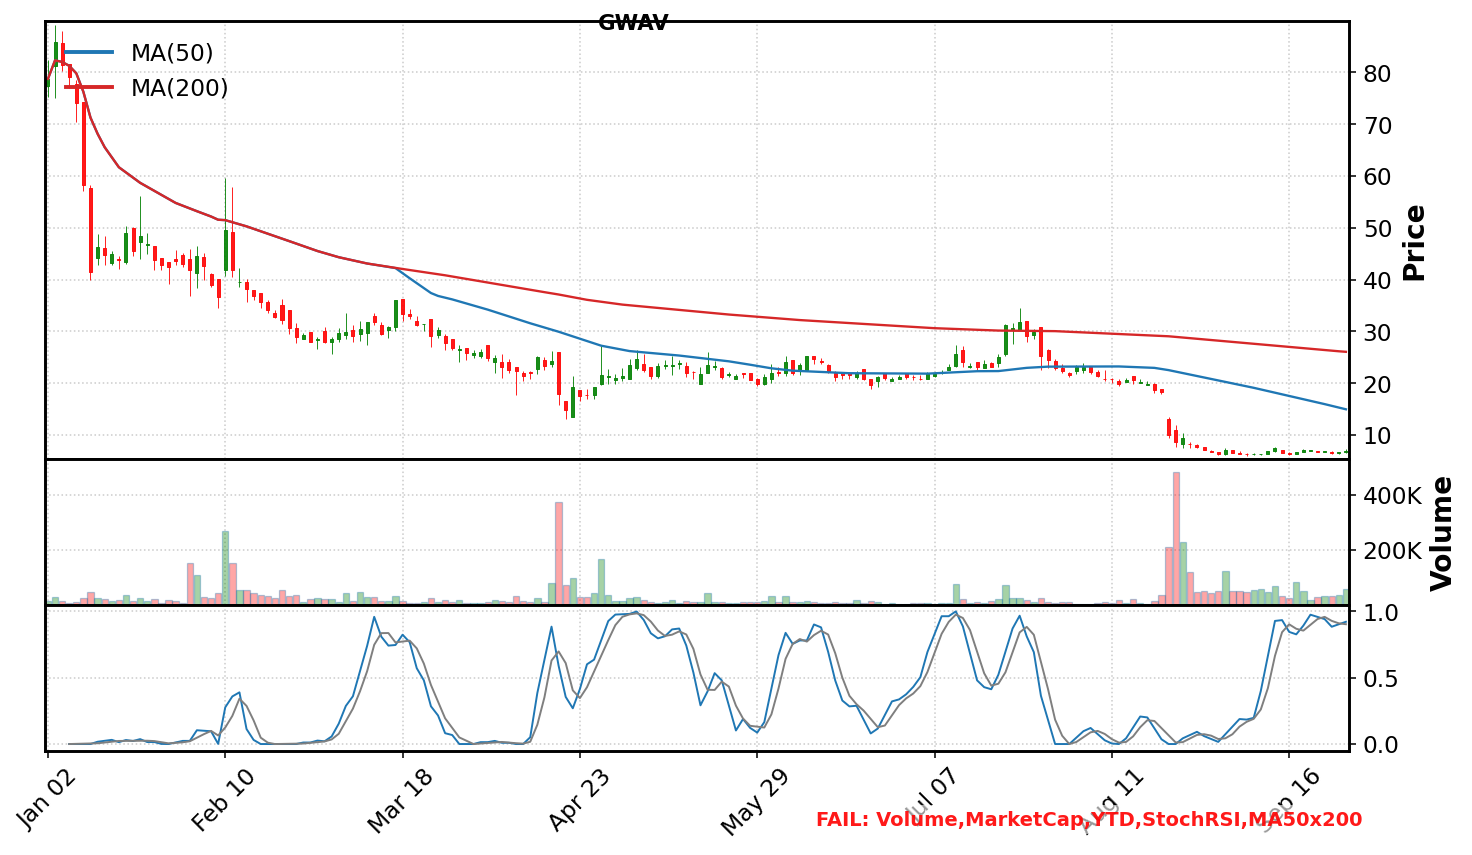 GWAV
MA(50)
MA(200)
80
70
60
50
40
30
20
10
Price
400K
200K
Volume
1.0
0.5
0.0
Jan 02
Feb 10
Mar 18
Apr 23
May 29
Jul 07
Aug 11
Sep 16
FAIL: Volume,MarketCap,YTD,StochRSI,MA50x200